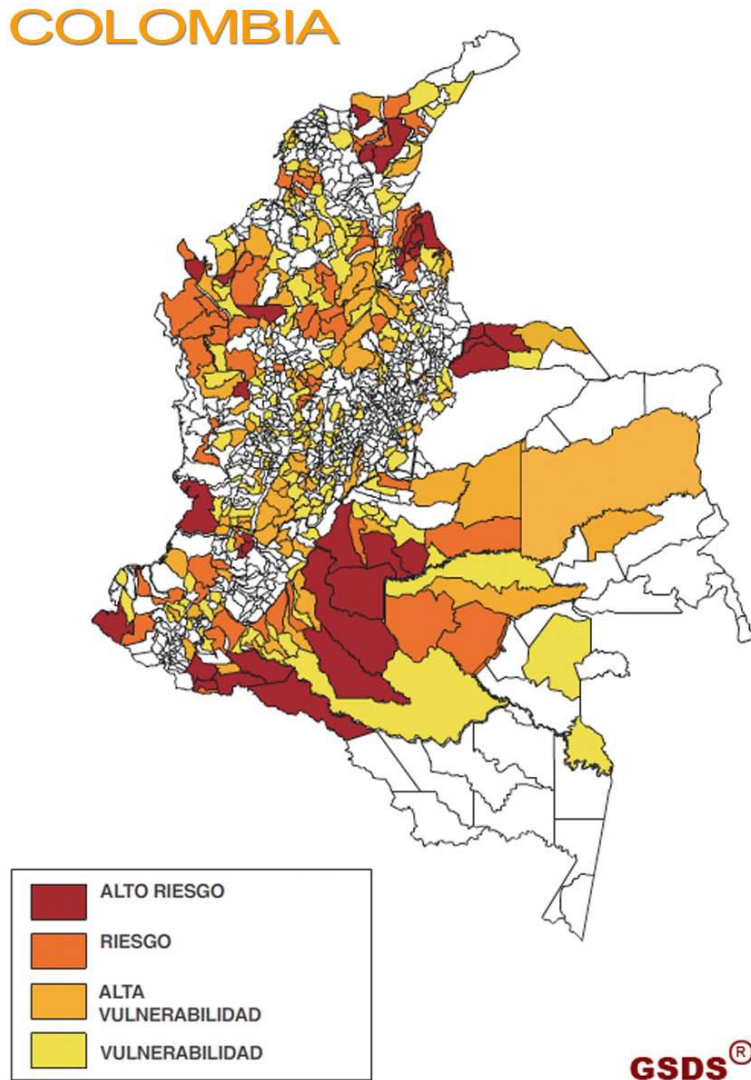 COLOMBIA
ALTO RIESGO
RIESGO
ALTA
VULNERABILIDAD
VULNERABILIDAD
GSDS®